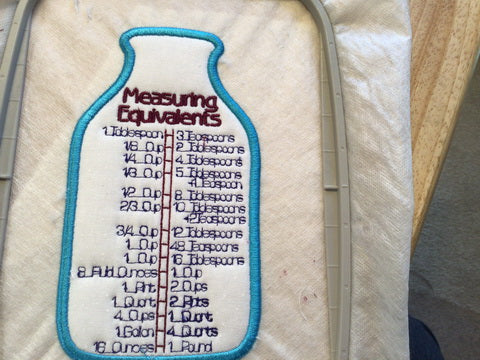 Measuring
Equivalents
1 Tablespoon 3 Teaspoons
1/8 Cup 2 Tablespoons
1/4 Cup 4 Tablespoons
1/3 Cup 5 Tablespoons
+1 Teaspoon
1/2 Cup 8 Tablespoons
2/3 Cup 10 Tablespoons
+2 Teaspoons
3/4 Cup 12 Tablespoons
1 Cup 48 Teaspoons
1 Cup 16 Tablespoons
8 Fluid Ounces 1 Cup
1 Pint 2 Cups
1 Quart 2 Pints
4 Cups 1 Quart
1 Gallon 4 Quarts
16 Ounces 1 Pound